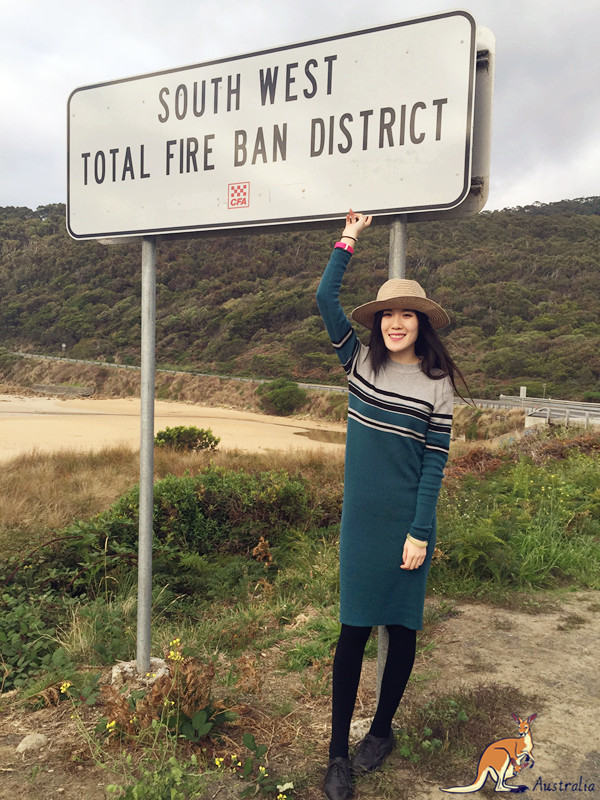 SOUTH WEST
TOTAL FIRE BAN DISTRICT
CFA
Australia